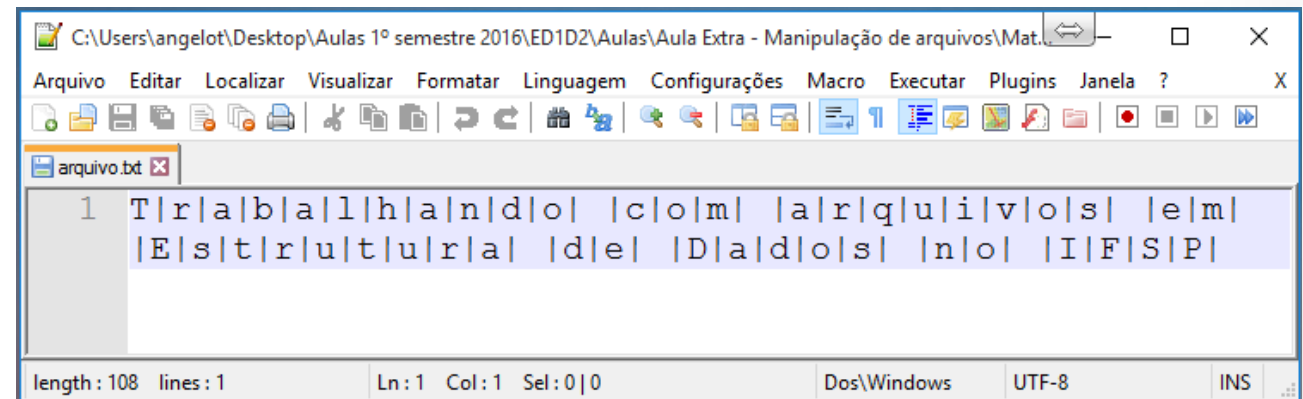 C:\Users\angelot\Desktop\Aulas 1º semestre 2016\ED1D2\Aulas\Aula Extra - Manipulação de arquivos\Mat...
Arquivo Editar Localizar Visualizar Formatar Linguagem Configurações Macro Executar Plugins Janela ? X
arquivo.txt
1 T|r|a|b|a|l|h|a|n|d|o| |c|o|m| |a|r|q|u|i|v|o|s| |e|m|
|E|s|t|r|u|t|u|r|a| |d|e| |D|a|d|o|s| |n|o| |I|F|S|P|
length : 108 lines : 1 Ln : 1 Col : 1 Sel : 0 | 0 Dos\Windows UTF-8 INS